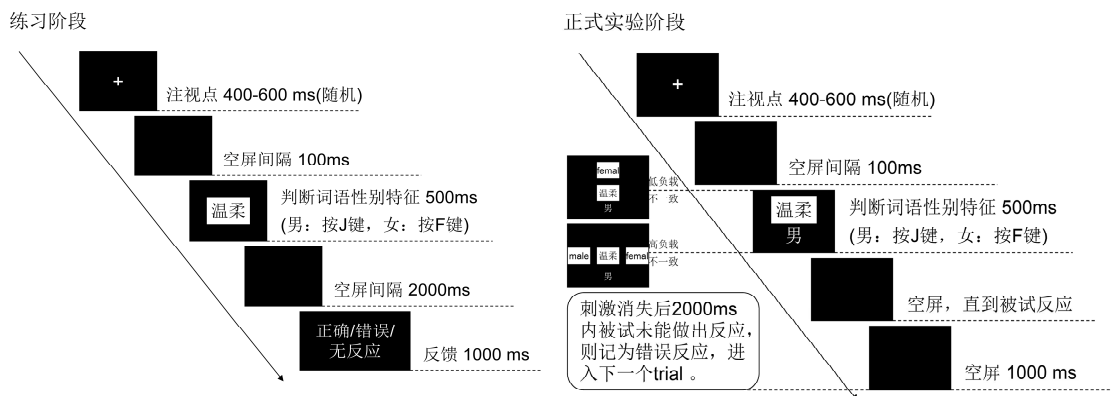 练习阶段
+
注视点 400-600 ms(随机)
空屏间隔 100ms
温柔
判断词语性别特征 500ms
(男：按J键，女：按F键)
空屏间隔 2000ms
正确/错误/
无反应
反馈 1000 ms
正式实验阶段
+
注视点 400-600 ms(随机)
空屏间隔 100ms
femal
温柔
男
低负载
不一致
male 温柔 femal
男
高负载
不一致
温柔
男
判断词语性别特征 500ms
(男：按J键，女：按F键)
空屏，直到被试反应
空屏 1000 ms
刺激消失后2000ms
内被试未能做出反应，
则记为错误反应，进
入下一个trial 。